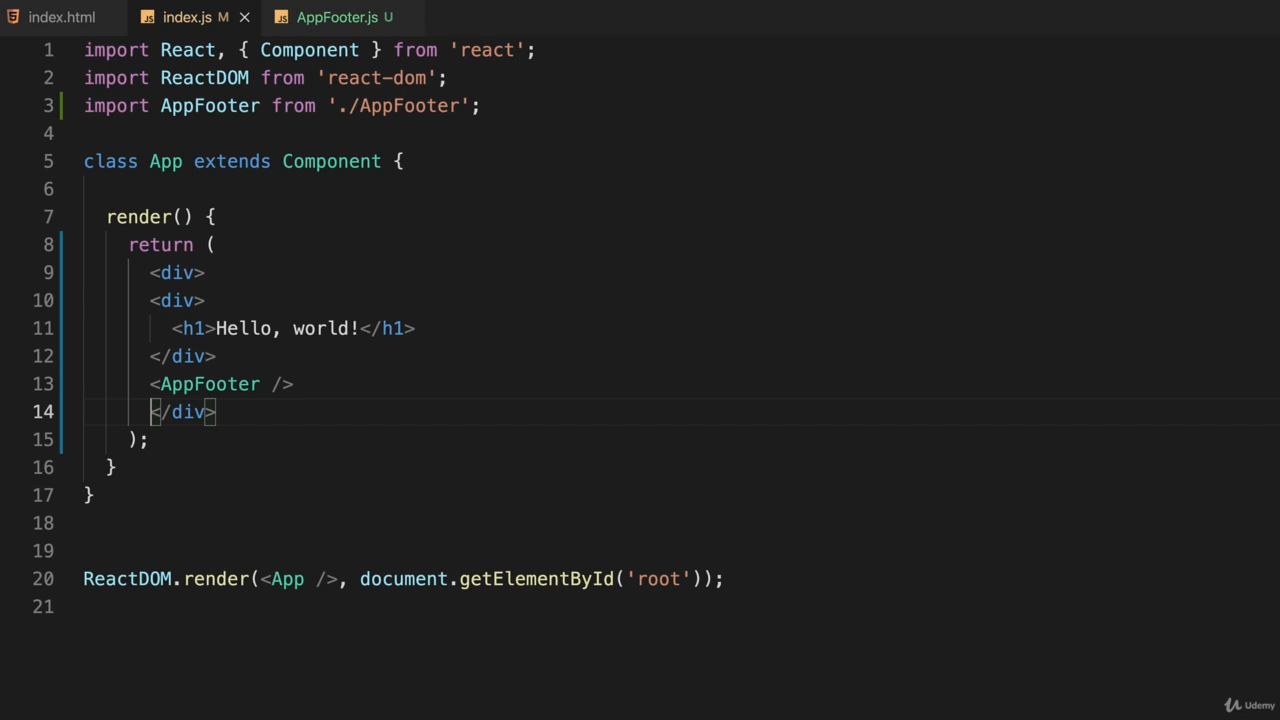 index.html JS index.js M × JS AppFooter.js U
1 import React, { Component } from 'react';
2 import ReactDOM from 'react-dom';
3 import AppFooter from './AppFooter';
4
5 class App extends Component {
6
7 render() {
8 return (
9 <div>
10 <div>
11 <h1>Hello, world!</h1>
12 </div>
13 <AppFooter />
14 </div>
15 );
16 }
17 }
18
19
20 ReactDOM.render(<App />, document.getElementById('root'));
21
Udemy